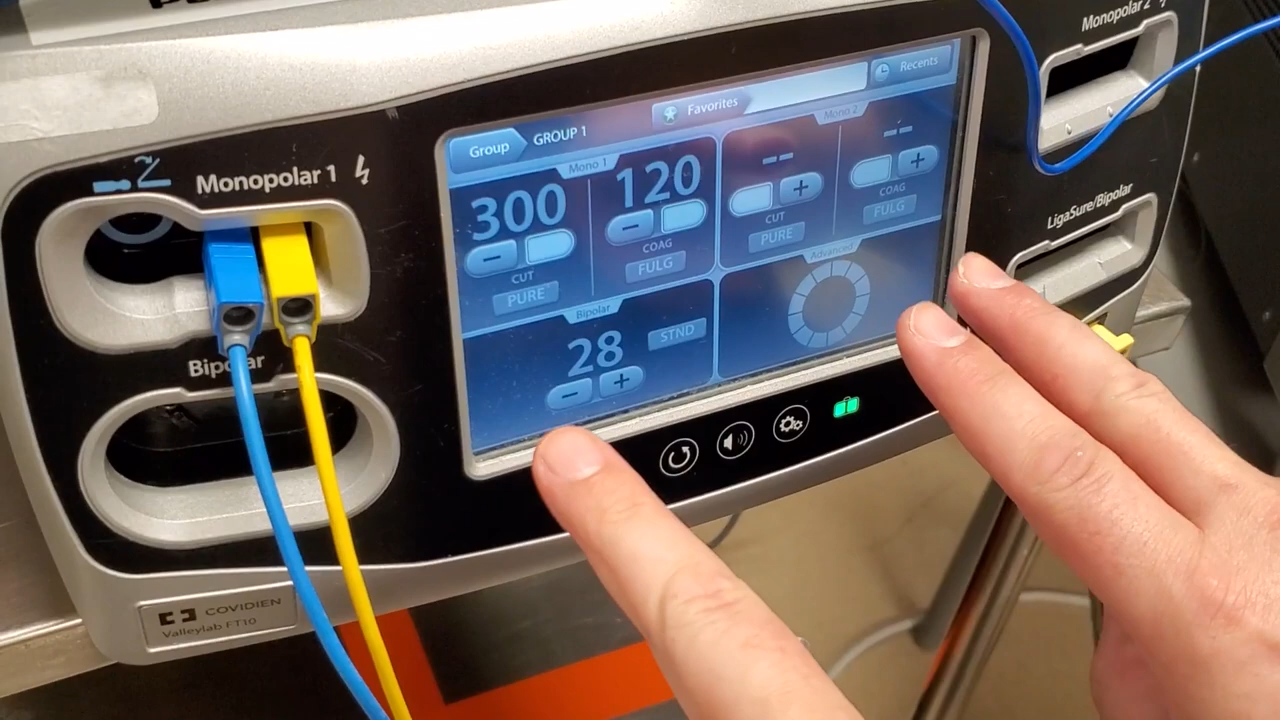 Monopolar 2
Recents
Favorites
Group
GROUP 1
Mono 1
Mono 2
300
120
--
--
−
−
+
+
CUT
COAG
CUT
COAG
PURE
FULG
PURE
FULG
Monopolar 1
LigaSure/Bipolar
Bipolar
Advanced
28
STND
−
+
Bipolar
COVIDIEN
Valleylab FT10